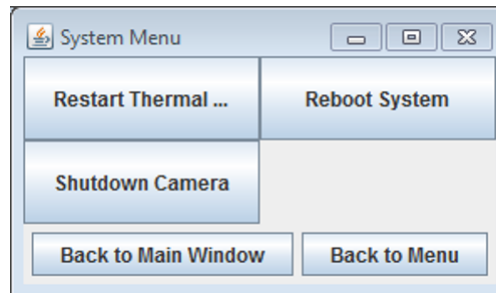 System Menu
Restart Thermal ...
Reboot System
Shutdown Camera
Back to Main Window
Back to Menu